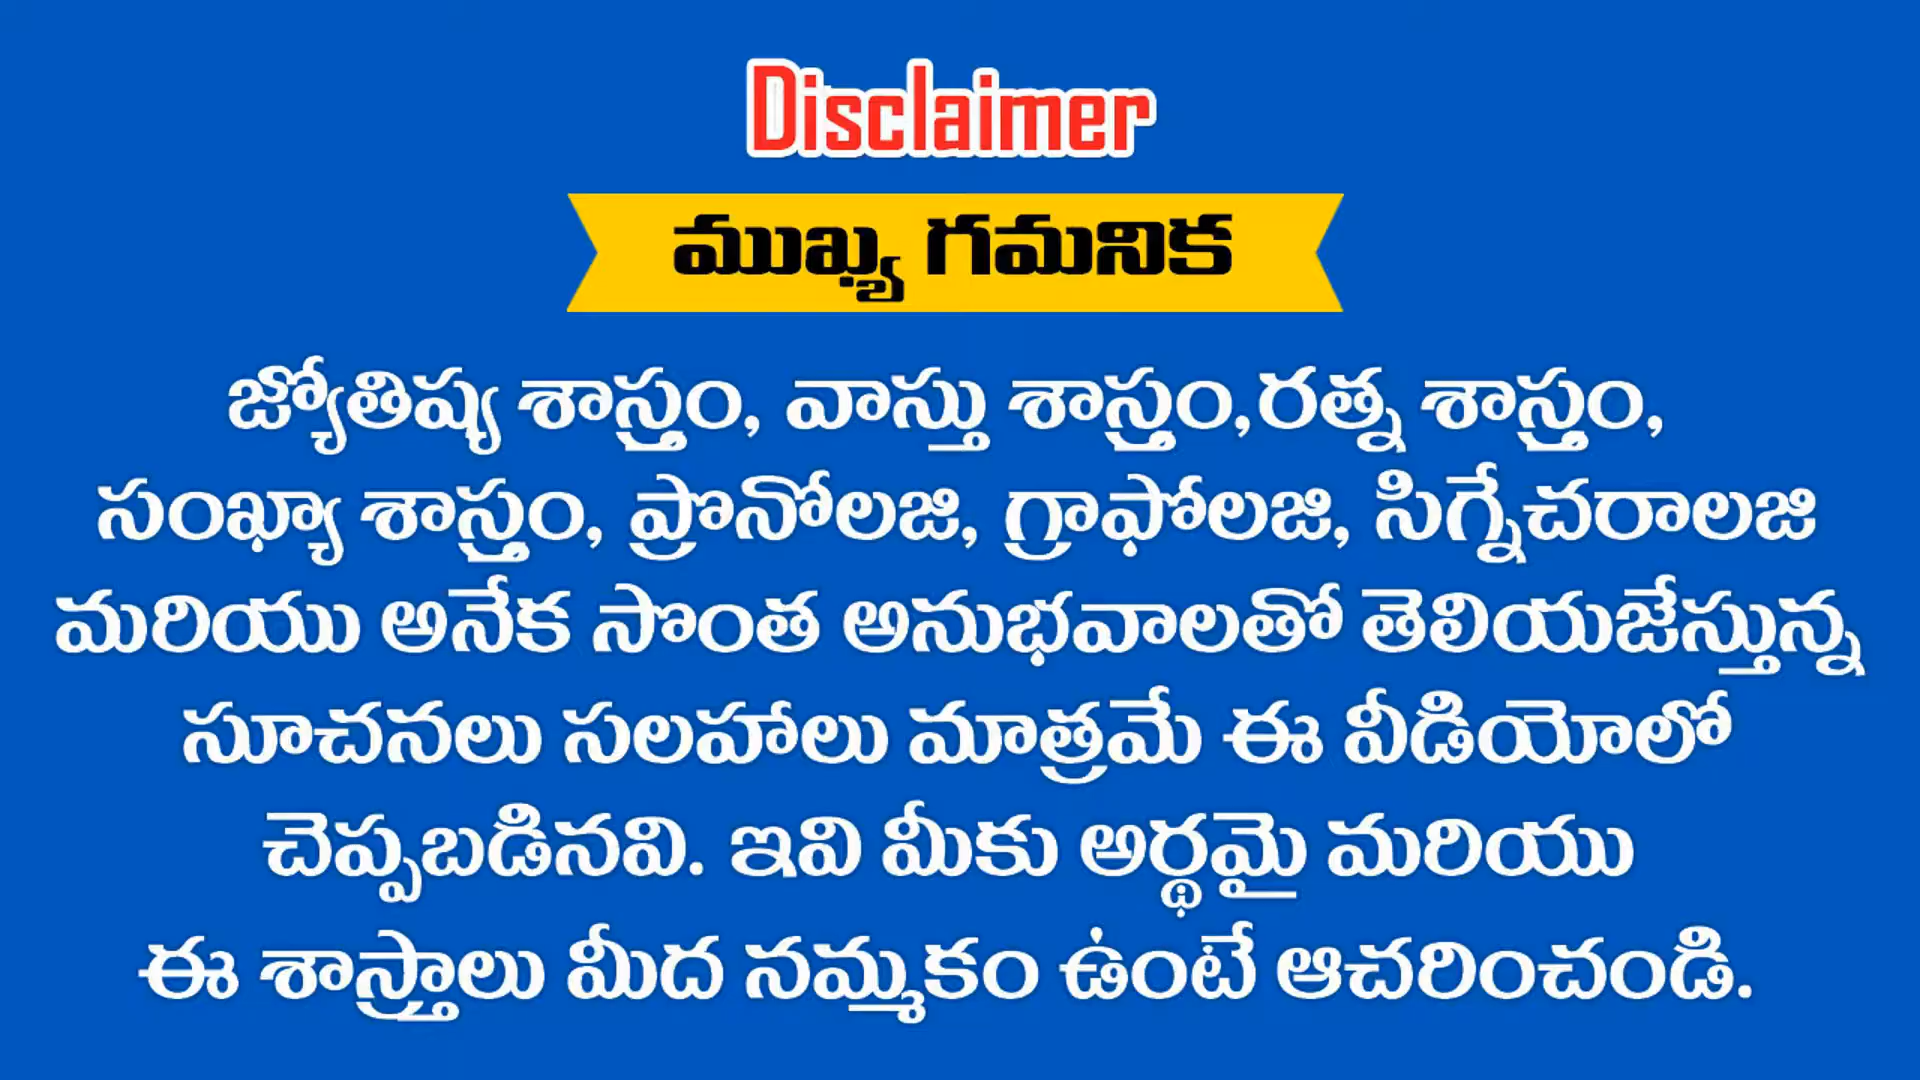 Disclaimer
ముఖ్య గమనిక
జ్యోతిష్య శాస్త్రం, వాస్తు శాస్త్రం,రత్న శాస్త్రం,
సంఖ్యా శాస్త్రం, ప్రొనోలజి, గ్రాఫోలజి, సిగ్నేచరాలజి
మరియు అనేక సొంత అనుభవాలతో తెలియజేస్తున్న
సూచనలు సలహాలు మాత్రమే ఈ వీడియోలో
చెప్పబడినవి. ఇవి మీకు అర్థమై మరియు
ఈ శాస్త్రాలు మీద నమ్మకం ఉంటే ఆచరించండి.